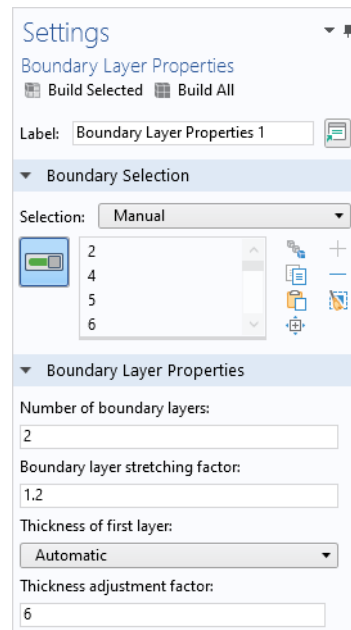 Settings
Boundary Layer Properties
Build Selected Build All
Label: Boundary Layer Properties 1
Boundary Selection
Selection: Manual
2
4
5
6
Boundary Layer Properties
Number of boundary layers:
2
Boundary layer stretching factor:
1.2
Thickness of first layer:
Automatic
Thickness adjustment factor:
6